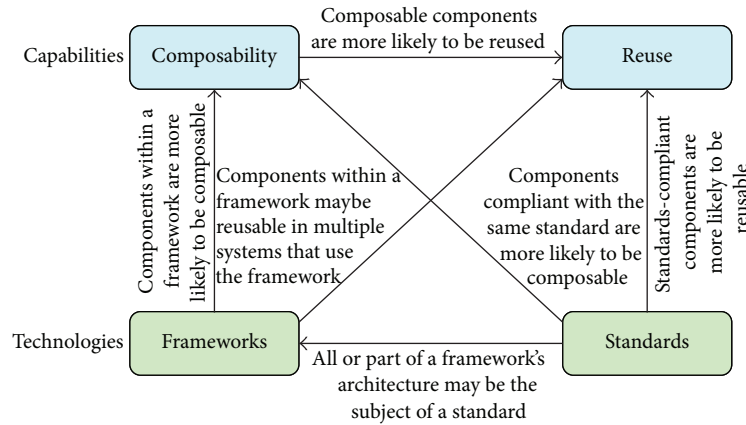 Composable components
are more likely to be reused
Capabilities
Composability
Reuse
Components within a
framework are more
likely to be composable
Components within a
framework maybe
reusable in multiple
systems that use
the framework
Components
compliant with the
same standard are
more likely to be
composable
Standards-compliant
components are
more likely to be
reusable
Technologies
Frameworks
Standards
All or part of a framework's
architecture may be the
subject of a standard